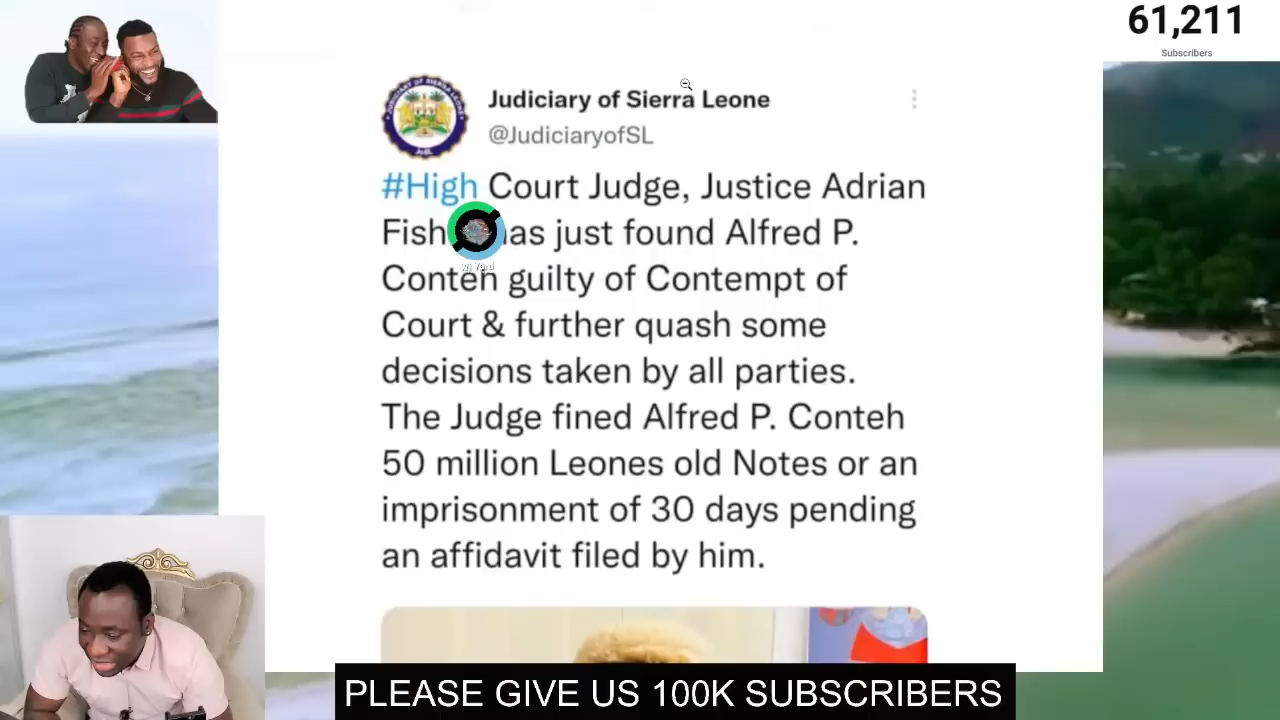 61,211
Subscribers
Judiciary of Sierra Leone
@JudiciaryofSL
#High Court Judge, Justice Adrian
Fish as just found Alfred P.
Conteh guilty of Contempt of
Court & further quash some
decisions taken by all parties.
The Judge fined Alfred P. Conteh
50 million Leones old Notes or an
imprisonment of 30 days pending
an affidavit filed by him.
PLEASE GIVE US 100K SUBSCRIBERS